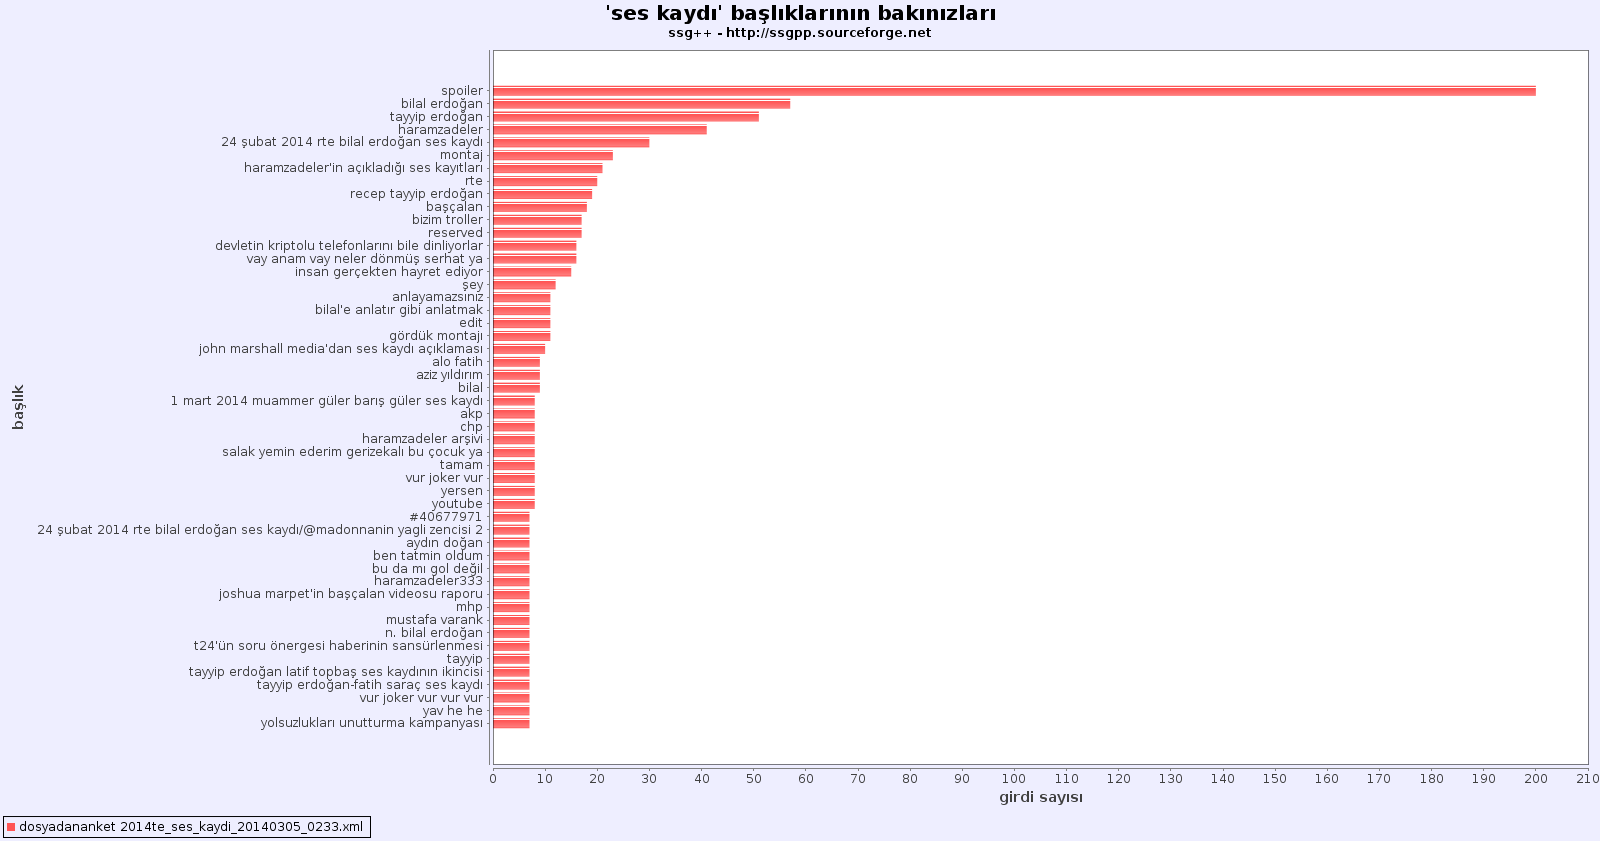 'ses kaydı' başlıklarının bakınızları
ssg++ - http://ssgpp.sourceforge.net
başlık
spoiler
bilal erdoğan
tayyip erdoğan
haramzadeler
24 şubat 2014 rte bilal erdoğan ses kaydı
montaj
haramzadeler'in açıkladığı ses kayıtları
rte
recep tayyip erdoğan
başçalan
bizim troller
reserved
devletin kriptolu telefonlarını bile dinliyorlar
vay anam vay neler dönmüş serhat ya
insan gerçekten hayret ediyor
şey
anlayamazsınız
bilal'e anlatır gibi anlatmak
edit
gördük montajı
john marshall media'dan ses kaydı açıklaması
alo fatih
aziz yıldırım
bilal
1 mart 2014 muammer güler barış güler ses kaydı
akp
chp
haramzadeler arşivi
salak yemin ederim gerizekalı bu çocuk ya
tamam
vur joker vur
yersen
youtube
#40677971
24 şubat 2014 rte bilal erdoğan ses kaydı/@madonnanin yagli zencisi 2
aydın doğan
ben tatmin oldum
bu da mı gol değil
haramzadeler333
joshua marpet'in başçalan videosu raporu
mhp
mustafa varank
n. bilal erdoğan
t24'ün soru önergesi haberinin sansürlenmesi
tayyip
tayyip erdoğan latif topbaş ses kaydının ikincisi
tayyip erdoğan-fatih saraç ses kaydı
vur joker vur vur vur
yav he he
yolsuzlukları unutturma kampanyası
0 10 20 30 40 50 60 70 80 90 100 110 120 130 140 150 160 170 180 190 200 210
girdi sayısı
dosyadananket 2014te_ses_kaydi_20140305_0233.xml